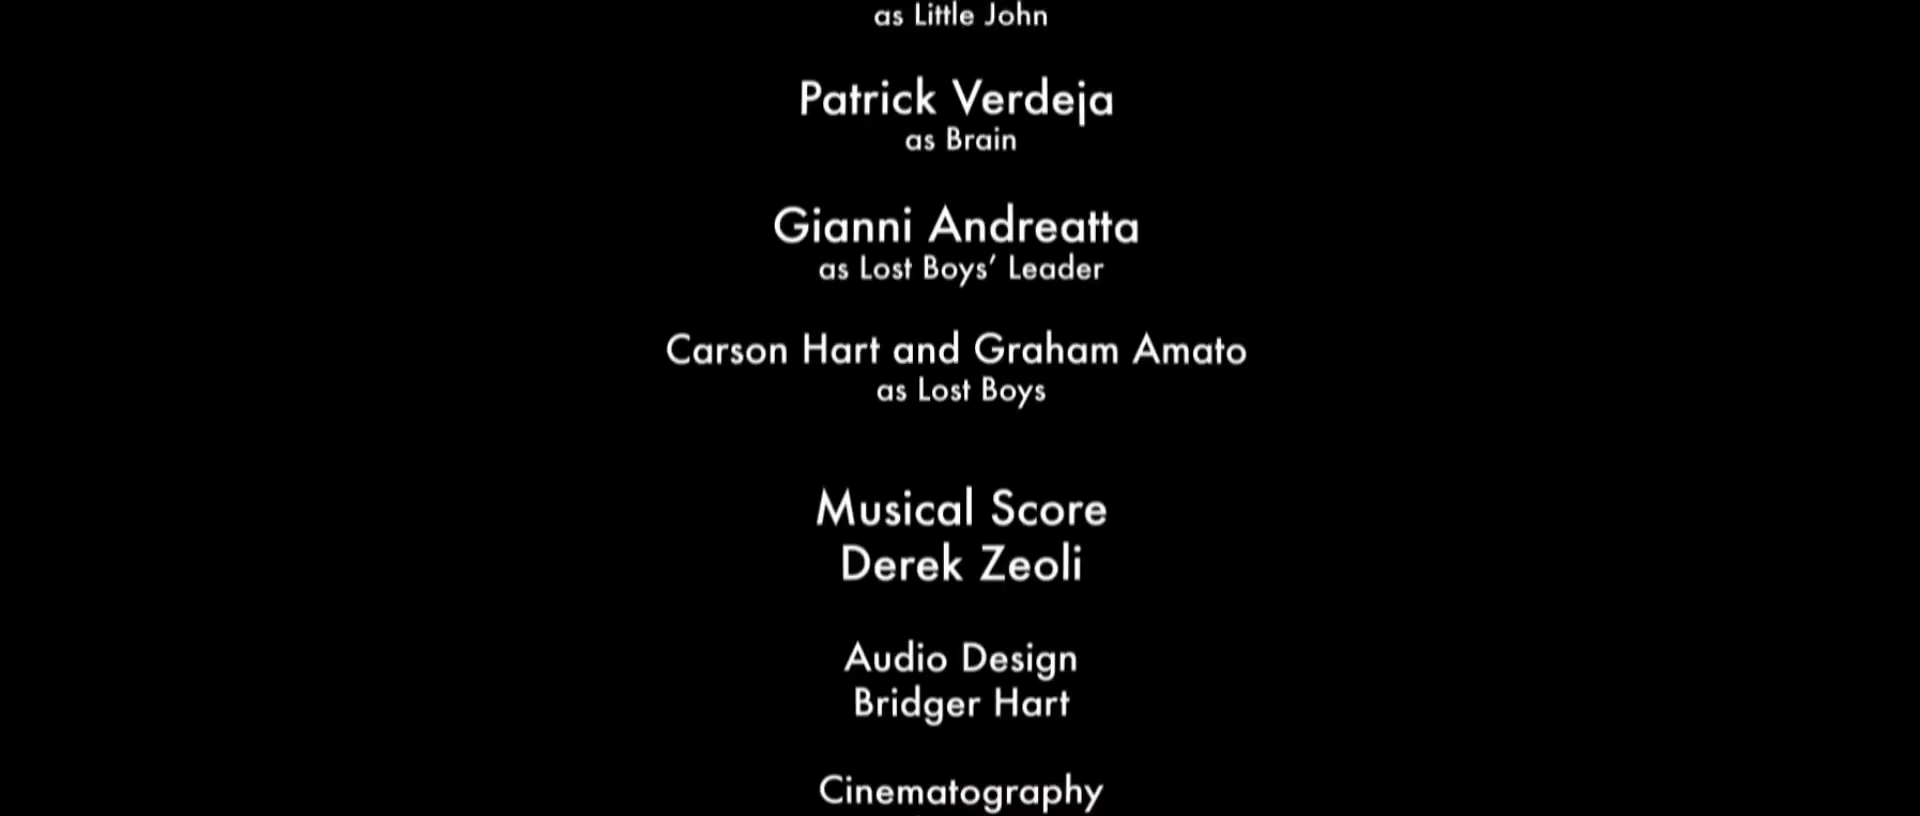 as Little John
Patrick Verdeja
as Brain
Gianni Andreatta
as Lost Boys’ Leader
Carson Hart and Graham Amato
as Lost Boys
Musical Score
Derek Zeoli
Audio Design
Bridger Hart
Cinematography